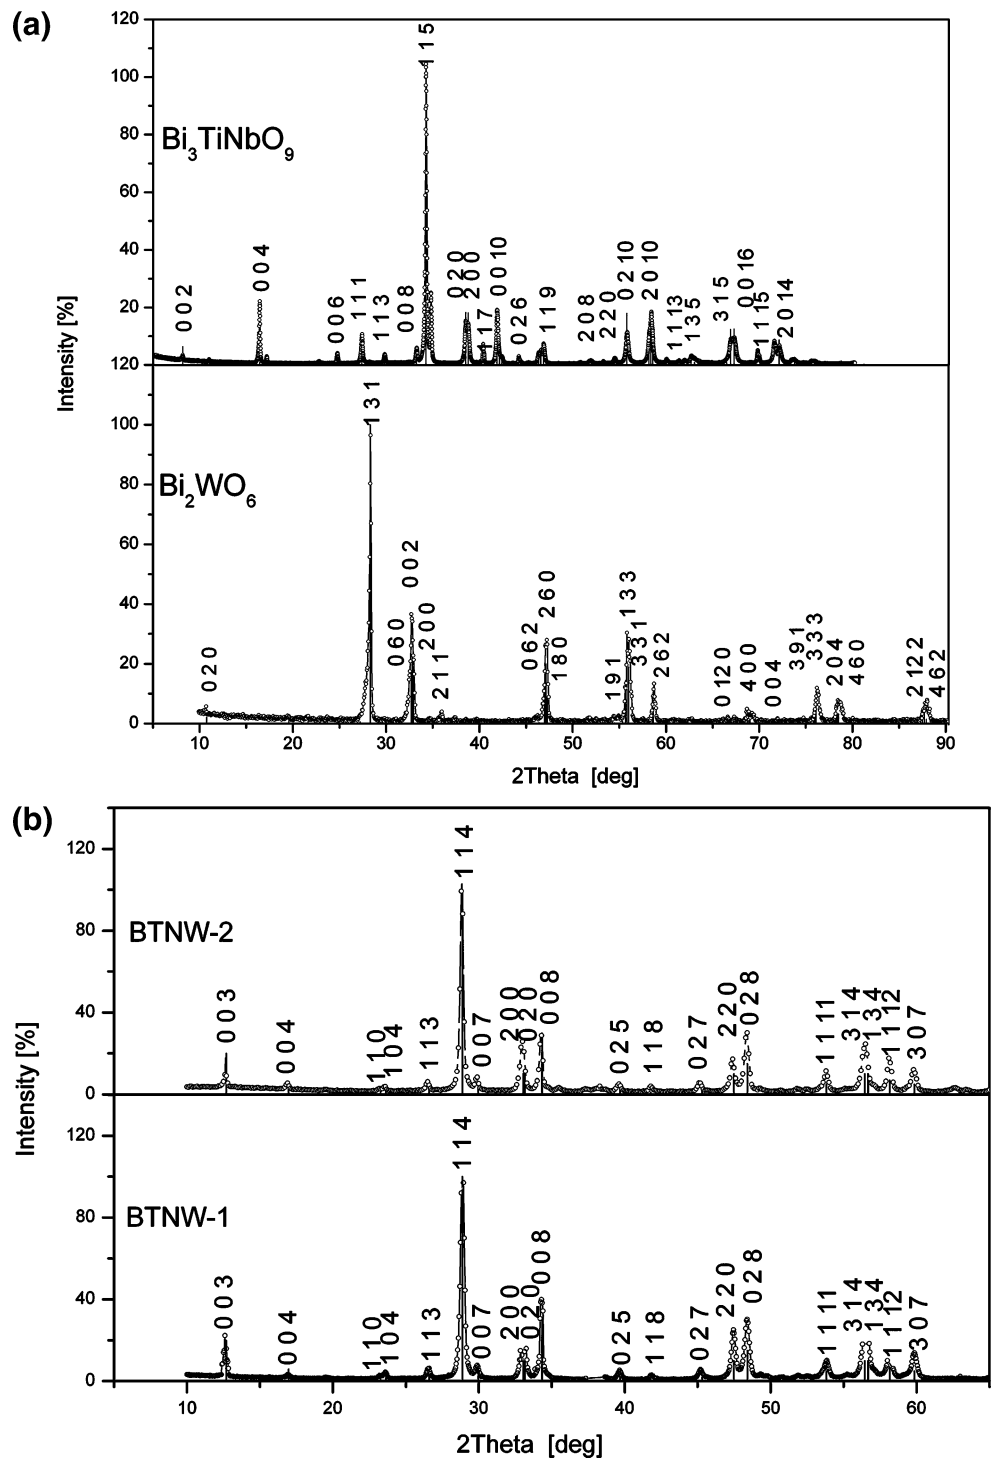 (a)
120
100
80
60
40
20
120
100
80
60
40
20
0
Intensity [%]
Bi3TiNbO9
0 0 2
0 0 4
0 0 6
1 1 1
1 1 3
0 0 8
1 1 5
0 2 0
2 0 0
1 1 7
0 0 10
0 2 6
1 1 9
2 0 8
2 2 0
0 2 10
2 0 10
1 1 13
1 3 5
3 1 5
0 0 16
1 1 15
2 0 14
Bi2WO6
0 2 0
1 3 1
0 6 0
0 0 2
2 0 0
2 1 1
0 6 2
2 6 0
1 8 0
1 9 1
1 3 3
3 3 1
2 6 2
0 12 0
4 0 0
0 0 4
3 9 1
3 3 3
2 0 4
4 6 0
2 12 2
4 6 2
10 20 30 40 50 60 70 80 90
2Theta [deg]
(b)
120
80
40
0
120
80
40
0
Intensity [%]
BTNW-2
0 0 3
0 0 4
1 1 0
1 0 4
1 1 3
1 1 4
0 0 7
2 0 0
0 2 0
0 0 8
0 2 5
1 1 8
0 2 7
2 2 0
0 2 8
1 1 11
3 1 4
1 3 4
1 1 12
3 0 7
BTNW-1
0 0 3
0 0 4
1 1 0
1 0 4
1 1 3
1 1 4
0 0 7
2 0 0
0 2 0
0 0 8
0 2 5
1 1 8
0 2 7
2 2 0
0 2 8
1 1 11
3 1 4
1 3 4
1 1 12
3 0 7
10 20 30 40 50 60
2Theta [deg]